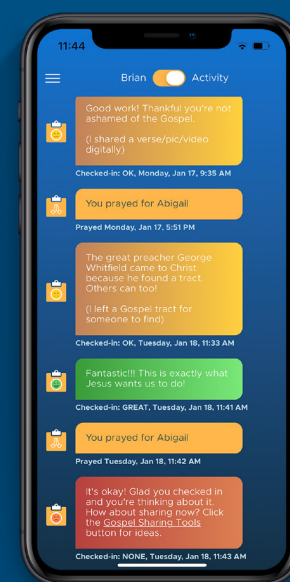 11:44
Brian Activity
Good work! Thankful you're not
ashamed of the Gospel.
(I shared a verse/pic/video
digitally)
Checked-in: OK, Monday, Jan 17, 9:35 AM
You prayed for Abigail
Prayed Monday, Jan 17, 5:51 PM
The great preacher George
Whitfield came to Christ
because he found a tract.
Others can too!
(I left a Gospel tract for
someone to find)
Checked-in: OK, Tuesday, Jan 18, 11:33 AM
Fantastic!!! This is exactly what
Jesus wants us to do!
Checked-in: GREAT, Tuesday, Jan 18, 11:41 AM
You prayed for Abigail
Prayed Tuesday, Jan 18, 11:42 AM
It's okay! Glad you checked in
and you're thinking about it.
How about sharing now? Click
the Gospel Sharing Tools
button for ideas.
Checked-in: NONE, Tuesday, Jan 18, 11:43 AM